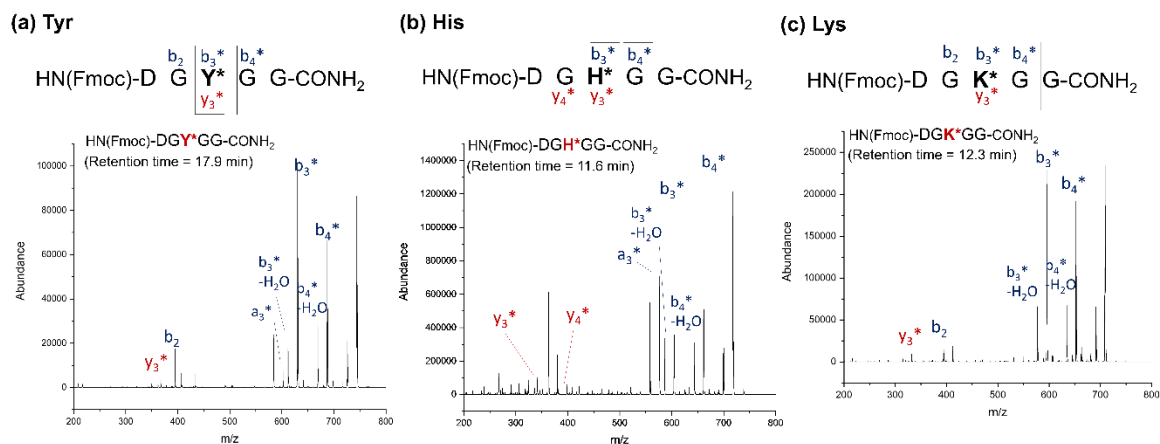 (a) Tyr
b2 b3* b4*
HN(Fmoc)-D G Y* G G-CONH2
y3*
HN(Fmoc)-DGY*GG-CONH2
(Retention time = 17.9 min)
b3*
b4*
b3*
-H2O
b4*
-H2O
a3*
b2
y3*
100000
80000
60000
40000
20000
0
Abundance
200 300 400 500 600 700 800
m/z
(b) His
b3* b4*
HN(Fmoc)-D G H* G G-CONH2
y4* y3*
HN(Fmoc)-DGH*GG-CONH2
(Retention time = 11.6 min)
b4*
b3*
b3*
-H2O
a3*
b4*
-H2O
y3*
y4*
1400000
1200000
1000000
800000
600000
400000
200000
0
Abundance
200 300 400 500 600 700 800
m/z
(c) Lys
b2 b3* b4*
HN(Fmoc)-D G K* G G-CONH2
y3*
HN(Fmoc)-DGK*GG-CONH2
(Retention time = 12.3 min)
b3*
b4*
b3*
-H2O
b4*
-H2O
b2
y3*
250000
200000
150000
100000
50000
0
Abundance
200 300 400 500 600 700 800
m/z